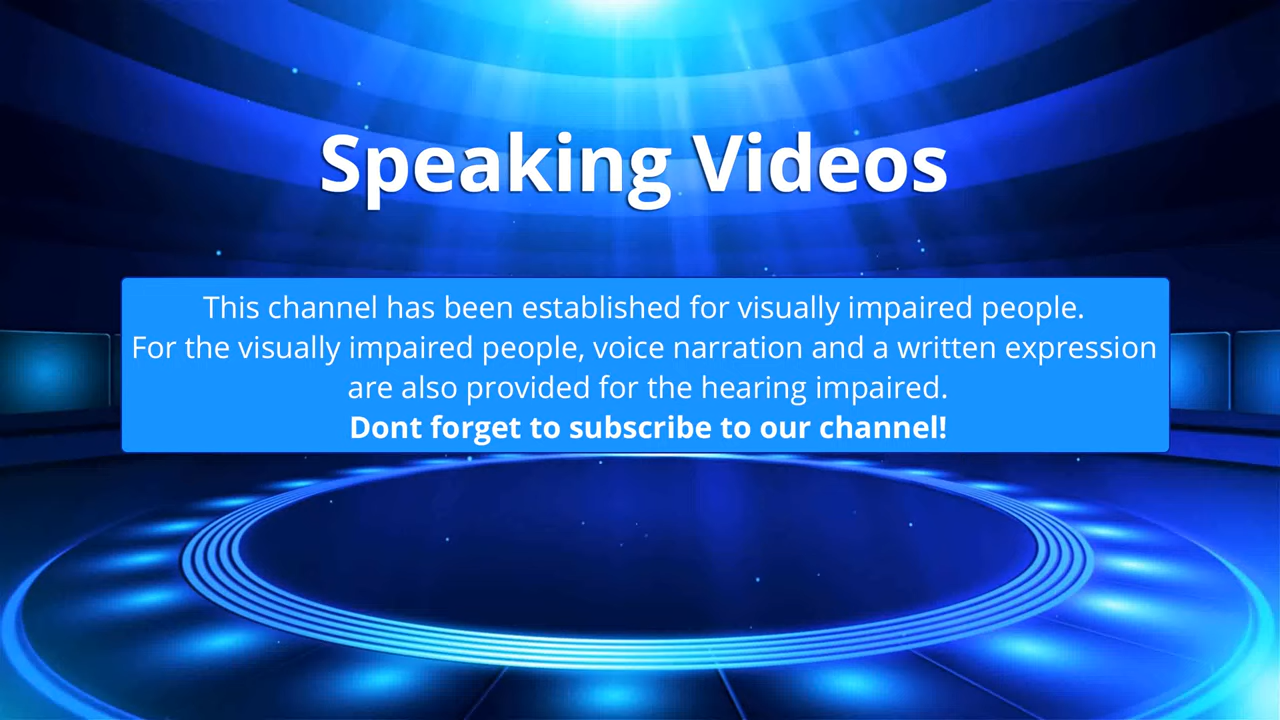 Speaking Videos
This channel has been established for visually impaired people.
For the visually impaired people, voice narration and a written expression
are also provided for the hearing impaired.
Dont forget to subscribe to our channel!